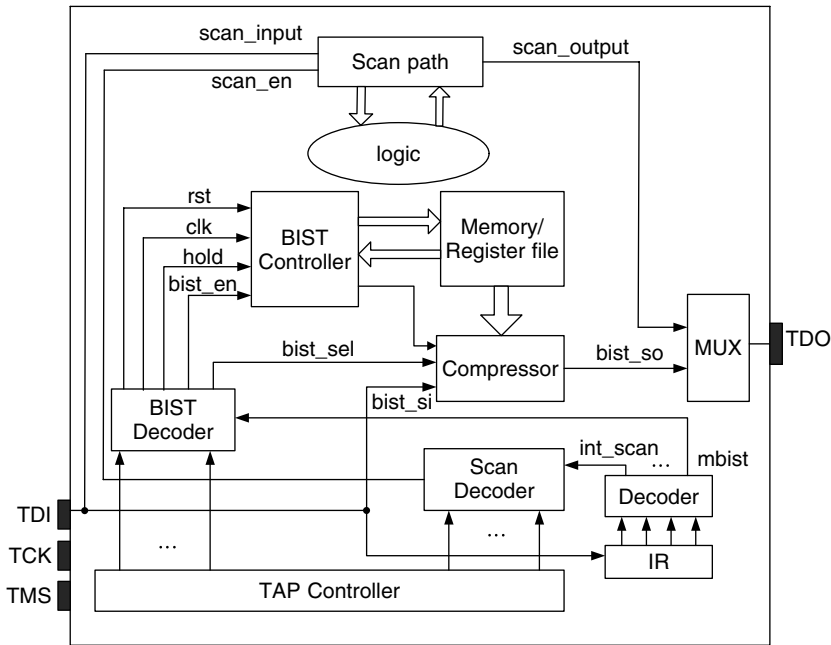 scan_input
scan_en
Scan path
scan_output
logic
rst
clk
hold
bist_en
BIST
Controller
Memory/
Register file
bist_sel
bist_si
Compressor
bist_so
MUX
TDO
BIST
Decoder
Scan
Decoder
int_scan
...
mbist
Decoder
IR
TDI
TCK
TMS
...
...
TAP Controller